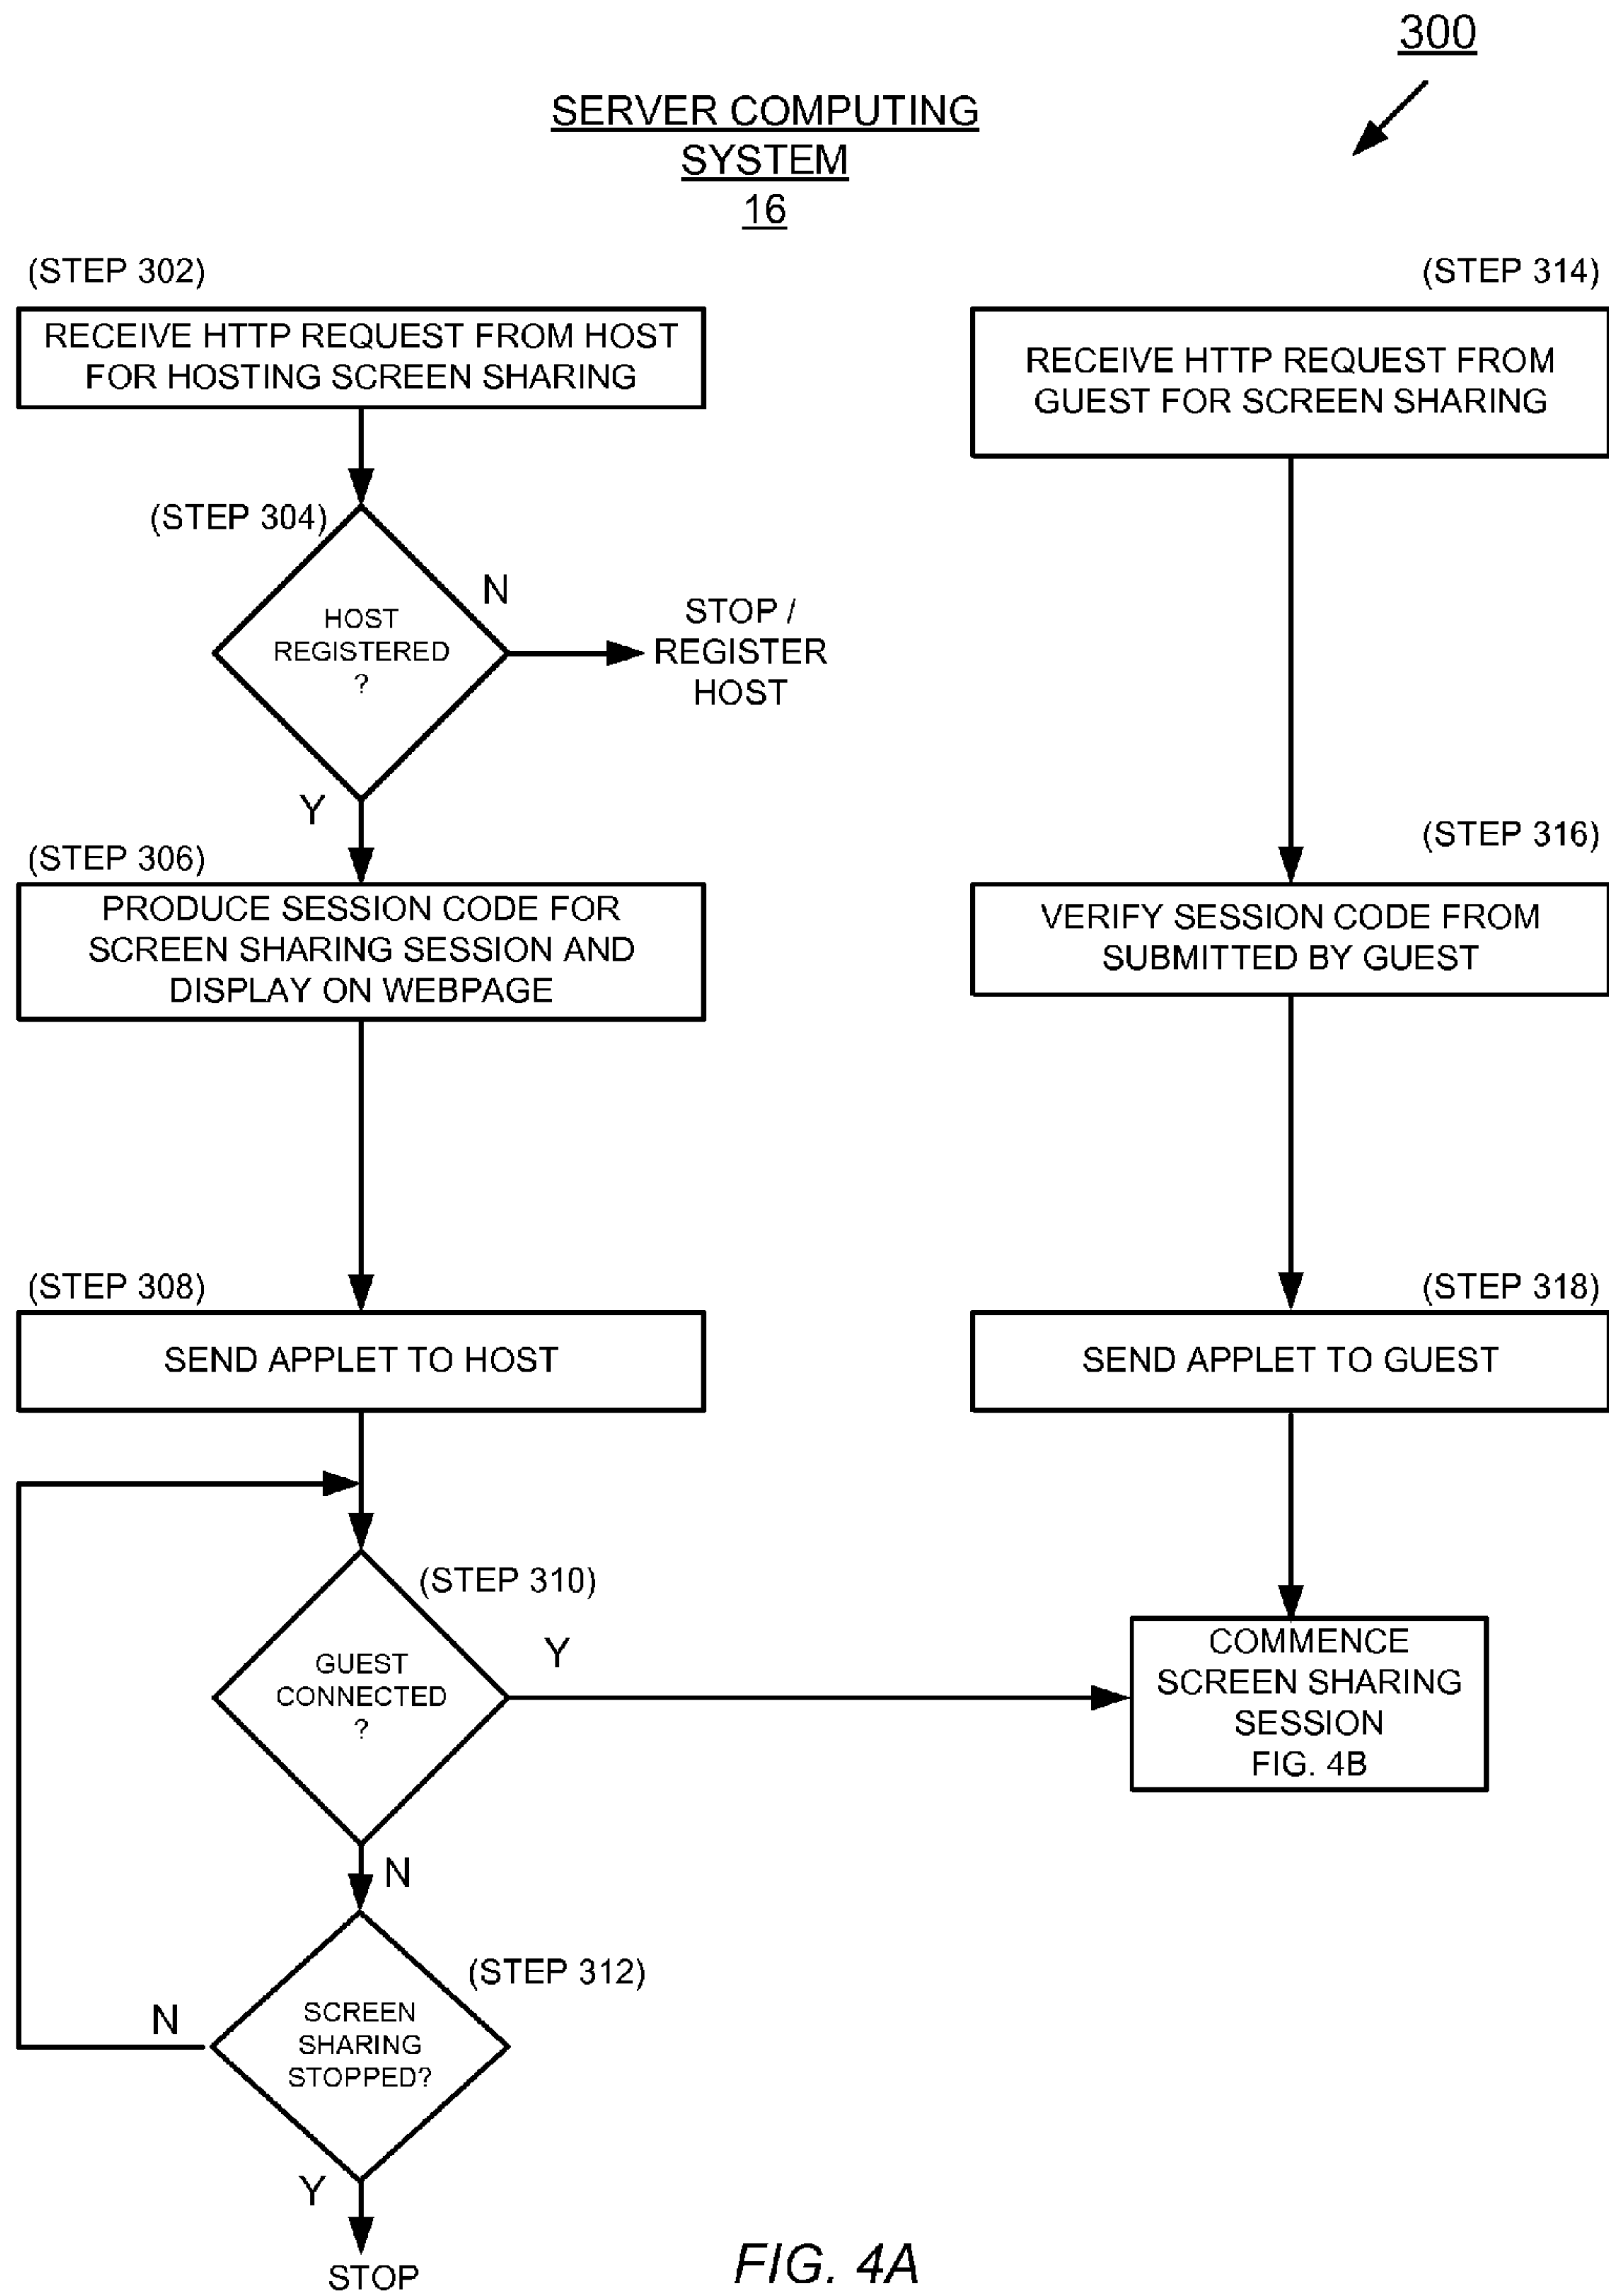 300
SERVER COMPUTING
SYSTEM
16
(STEP 302)
RECEIVE HTTP REQUEST FROM HOST
FOR HOSTING SCREEN SHARING
(STEP 304)
HOST
REGISTERED
?
N
STOP /
REGISTER
HOST
Y
(STEP 306)
PRODUCE SESSION CODE FOR
SCREEN SHARING SESSION AND
DISPLAY ON WEBPAGE
(STEP 308)
SEND APPLET TO HOST
(STEP 310)
GUEST
CONNECTED
?
Y
N
(STEP 312)
SCREEN
SHARING
STOPPED?
N
Y
STOP
(STEP 314)
RECEIVE HTTP REQUEST FROM
GUEST FOR SCREEN SHARING
(STEP 316)
VERIFY SESSION CODE FROM
SUBMITTED BY GUEST
(STEP 318)
SEND APPLET TO GUEST
COMMENCE
SCREEN SHARING
SESSION
FIG. 4B
FIG. 4A